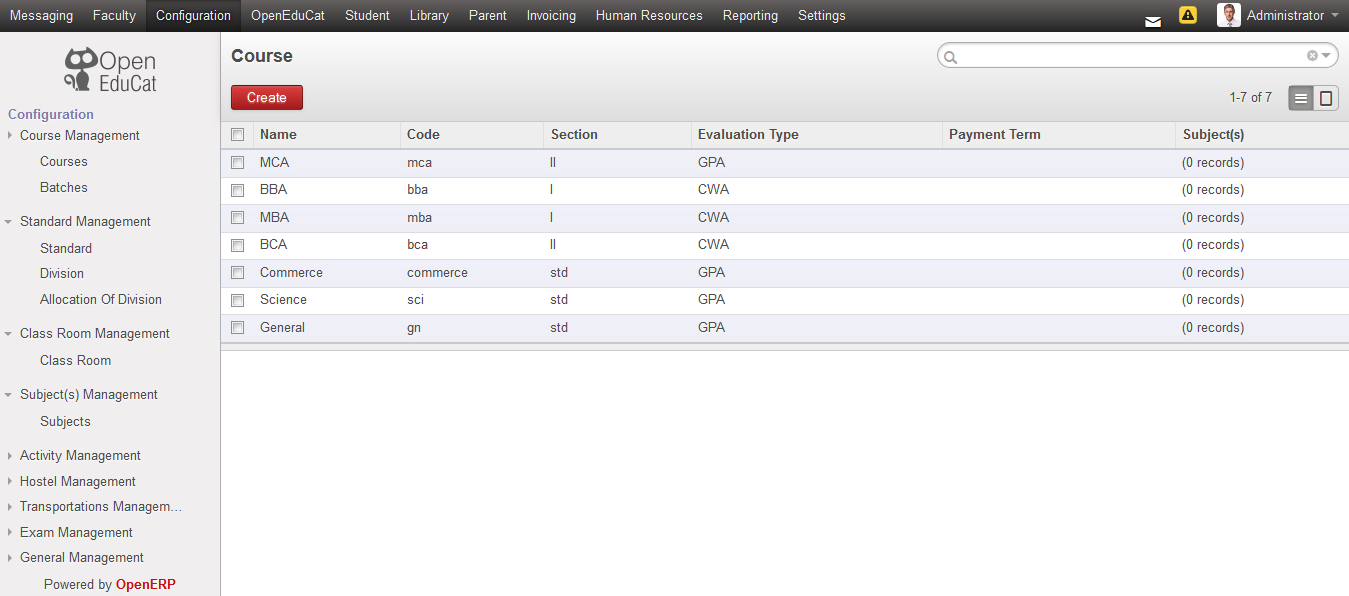 Messaging Faculty Configuration OpenEduCat Student Library Parent Invoicing Human Resources Reporting Settings Administrator
Open
EduCat
Configuration
Course Management
Courses
Batches
Standard Management
Standard
Division
Allocation Of Division
Class Room Management
Class Room
Subject(s) Management
Subjects
Activity Management
Hostel Management
Transportations Managem...
Exam Management
General Management
Powered by OpenERP
Course
Create
1-7 of 7
Name Code Section Evaluation Type Payment Term Subject(s)
MCA mca II GPA (0 records)
BBA bba I CWA (0 records)
MBA mba I CWA (0 records)
BCA bca II CWA (0 records)
Commerce commerce std GPA (0 records)
Science sci std GPA (0 records)
General gn std GPA (0 records)